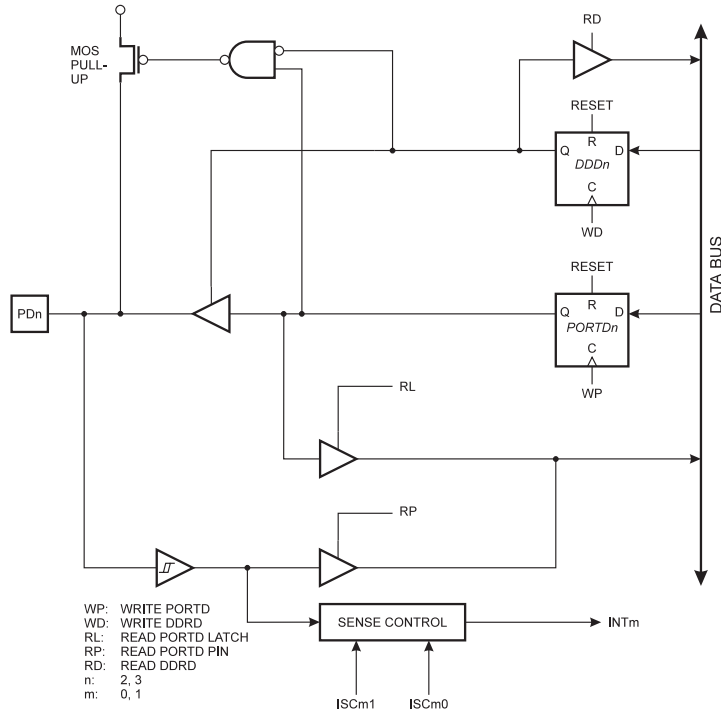 RD
MOS
PULL-
UP
RESET
R
Q
D
DDDn
C
WD
RESET
R
Q
D
PORTDn
C
WP
PDn
DATA BUS
RL
RP
SENSE CONTROL
INTm
ISCm1
ISCm0
WP: WRITE PORTD
WD: WRITE DDRD
RL: READ PORTD LATCH
RP: READ PORTD PIN
RD: READ DDRD
n: 2, 3
m: 0, 1